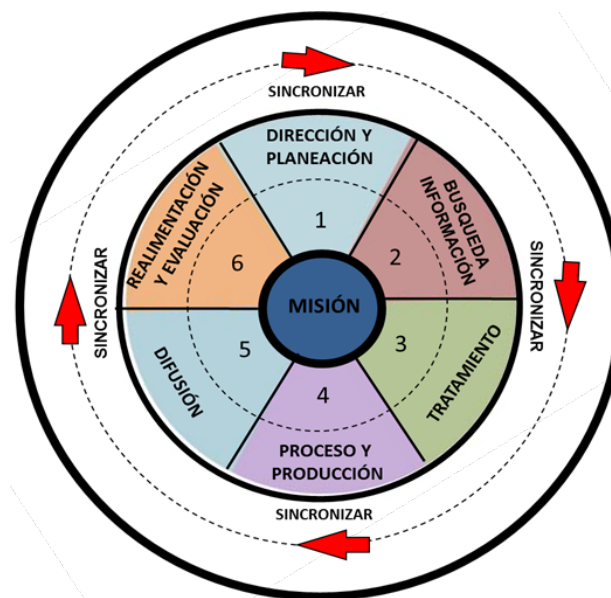 SINCRONIZAR
DIRECCIÓN Y
PLANEACIÓN
1
BUSQUEDA
INFORMACIÓN
2
SINCRONIZAR
3
TRATAMIENTO
4
PROCESO Y
PRODUCCIÓN
SINCRONIZAR
5
DIFUSIÓN
SINCRONIZAR
6
REALIMENTACIÓN
Y EVALUACIÓN
MISIÓN